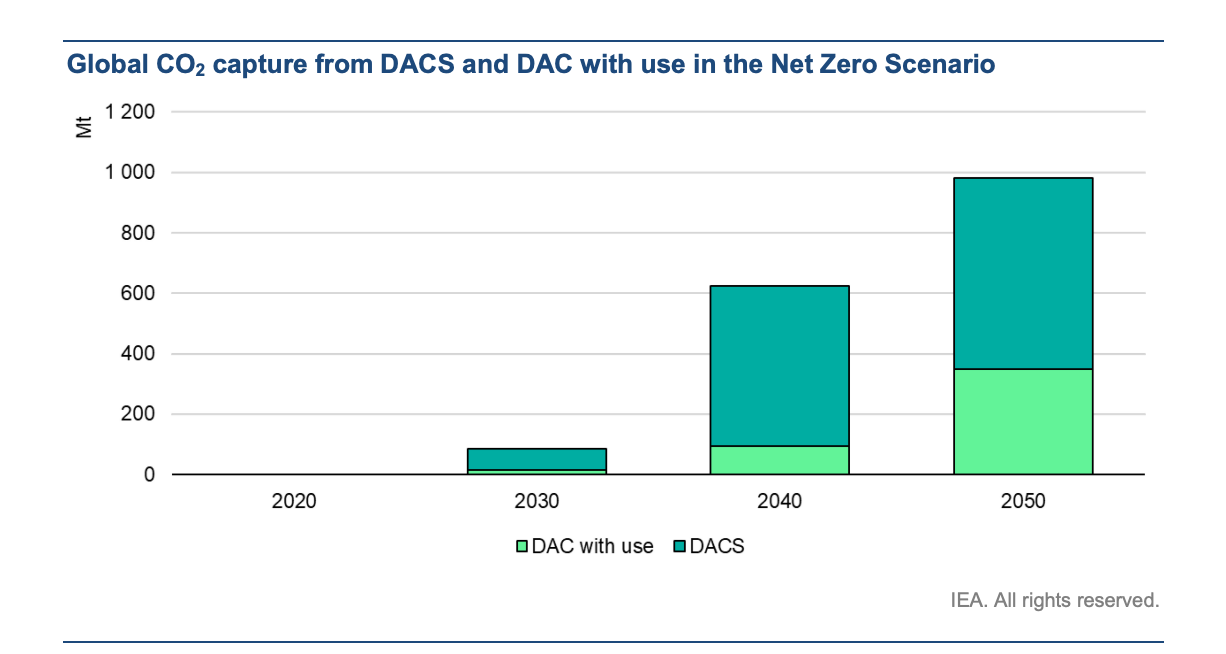 Global CO₂ capture from DACS and DAC with use in the Net Zero Scenario
Mt
1 200
1 000
800
600
400
200
0
2020 2030 2040 2050
DAC with use DACS
IEA. All rights reserved.